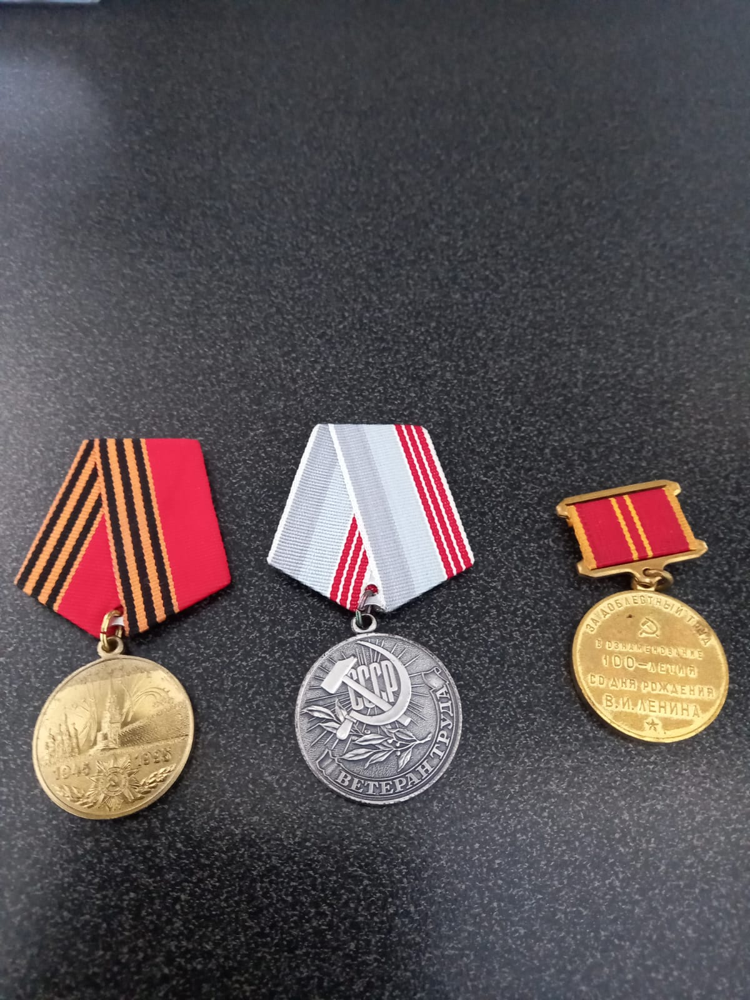 1945 1995
СССР
ВЕТЕРАН ТРУДА
ЗА ДОБЛЕСТНЫЙ ТРУД
В ОЗНАМЕНОВАНИЕ
100-ЛЕТИЯ
СО ДНЯ РОЖДЕНИЯ
В.И.ЛЕНИНА